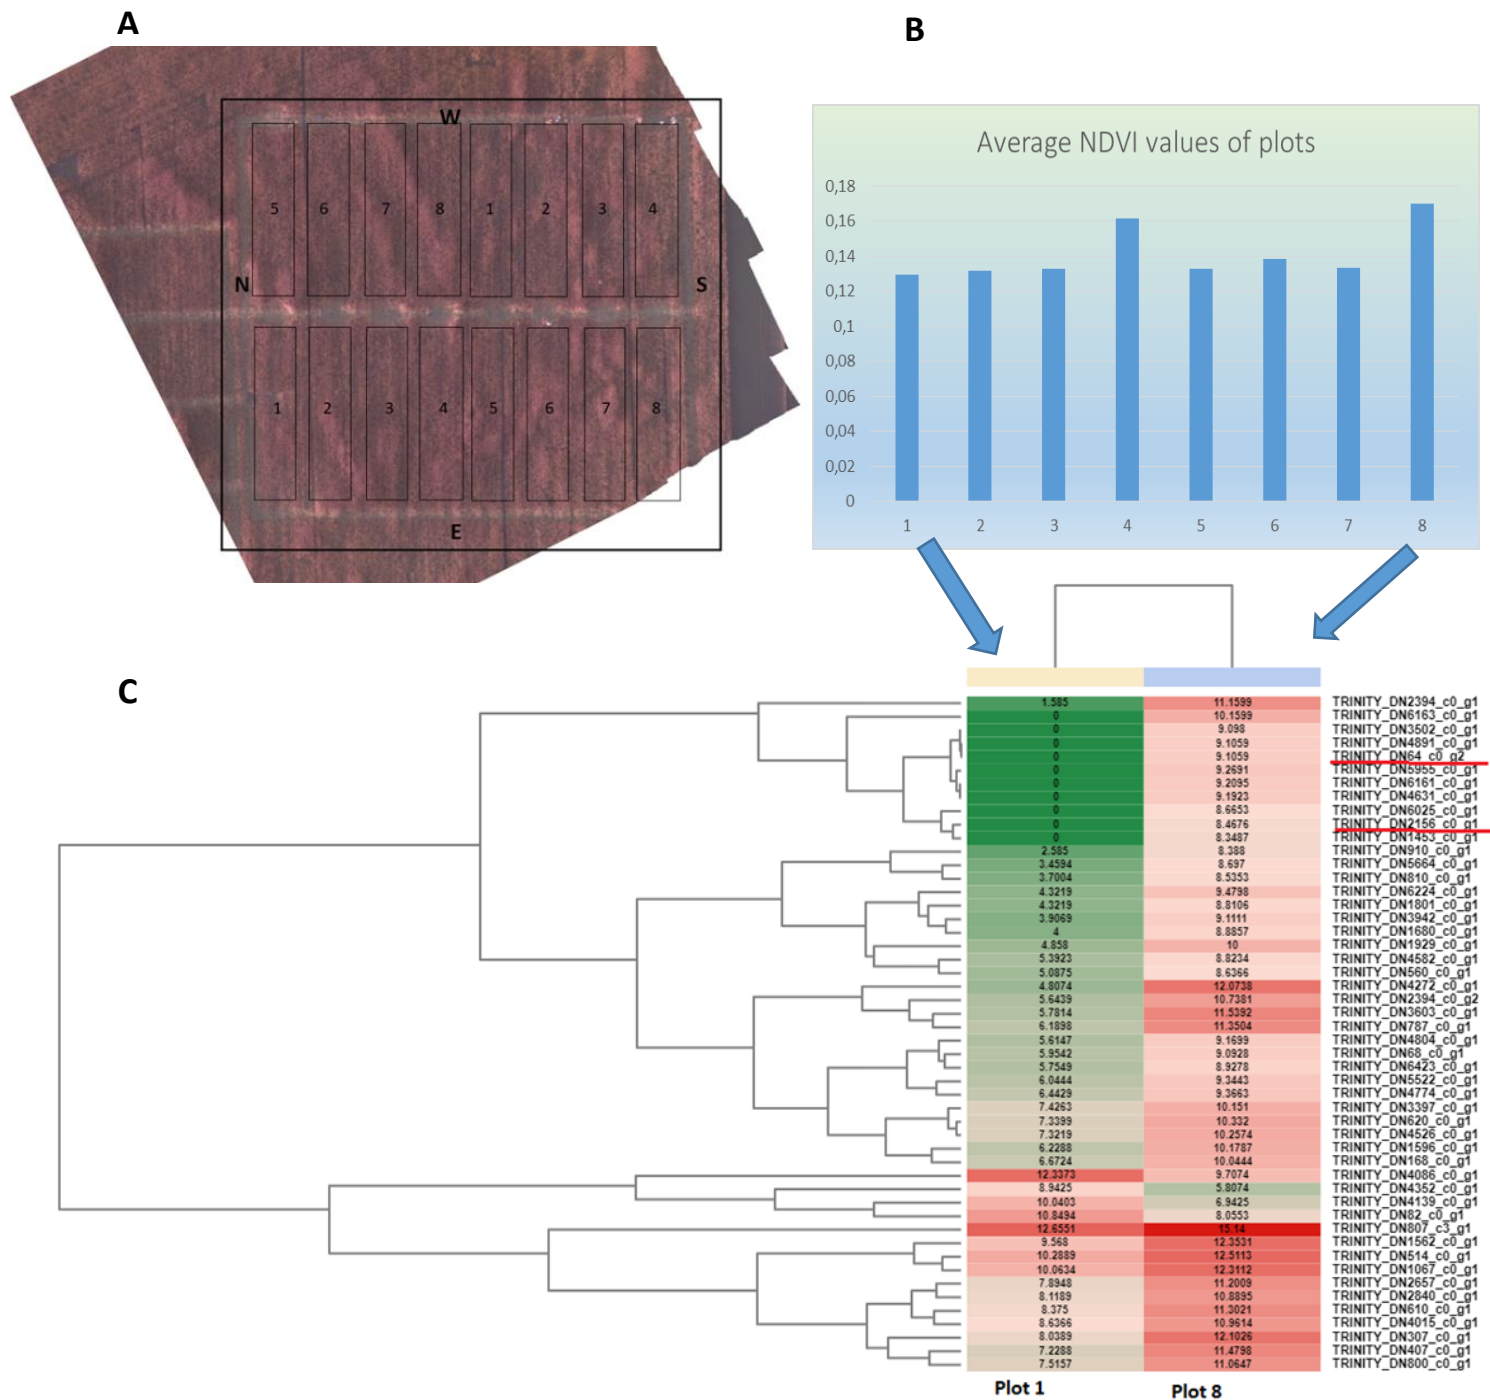 A
W
5 6 7 8 1 2 3 4
N S
1 2 3 4 5 6 7 8
E
B
Average NDVI values of plots
0,18
0,16
0,14
0,12
0,1
0,08
0,06
0,04
0,02
0
1 2 3 4 5 6 7 8
C
1.585 11.1599 TRINITY_DN2394_c0_g1
0 10.1599 TRINITY_DN6163_c0_g1
0 9.098 TRINITY_DN3502_c0_g1
0 9.1059 TRINITY_DN4891_c0_g1
0 9.1059 TRINITY_DN64_c0_g2
0 9.2691 TRINITY_DN5955_c0_g1
0 9.2095 TRINITY_DN6161_c0_g1
0 9.1923 TRINITY_DN4631_c0_g1
0 8.6653 TRINITY_DN6025_c0_g1
0 8.4676 TRINITY_DN2156_c0_g1
0 8.3487 TRINITY_DN1453_c0_g1
2.585 8.388 TRINITY_DN910_c0_g1
3.4594 8.697 TRINITY_DN5664_c0_g1
3.7004 8.5353 TRINITY_DN810_c0_g1
4.3219 9.4798 TRINITY_DN6224_c0_g1
4.3219 8.8106 TRINITY_DN1801_c0_g1
3.9069 9.1111 TRINITY_DN3942_c0_g1
4 8.8857 TRINITY_DN1680_c0_g1
4.858 10 TRINITY_DN1929_c0_g1
5.3923 8.8234 TRINITY_DN4582_c0_g1
5.0875 8.6366 TRINITY_DN560_c0_g1
4.8074 12.0738 TRINITY_DN4272_c0_g1
5.6439 10.7381 TRINITY_DN2394_c0_g2
5.7814 11.5392 TRINITY_DN3603_c0_g1
6.1898 11.3504 TRINITY_DN787_c0_g1
5.6147 9.1699 TRINITY_DN4804_c0_g1
5.9542 9.0928 TRINITY_DN68_c0_g1
5.7549 8.9278 TRINITY_DN6423_c0_g1
6.0444 9.3443 TRINITY_DN5522_c0_g1
6.4429 9.3663 TRINITY_DN4774_c0_g1
7.4263 10.151 TRINITY_DN3397_c0_g1
7.3399 10.332 TRINITY_DN620_c0_g1
7.3219 10.2574 TRINITY_DN4526_c0_g1
6.2288 10.1787 TRINITY_DN1596_c0_g1
6.6724 10.0444 TRINITY_DN168_c0_g1
12.3373 9.7074 TRINITY_DN4086_c0_g1
8.9425 5.8074 TRINITY_DN4352_c0_g1
10.0403 6.9425 TRINITY_DN4139_c0_g1
10.8494 8.0553 TRINITY_DN82_c0_g1
12.6551 15.14 TRINITY_DN807_c3_g1
9.568 12.3531 TRINITY_DN1562_c0_g1
10.2889 12.5113 TRINITY_DN514_c0_g1
10.0634 12.3112 TRINITY_DN1067_c0_g1
7.8948 11.2009 TRINITY_DN2657_c0_g1
8.1189 10.8895 TRINITY_DN2840_c0_g1
8.375 11.3021 TRINITY_DN610_c0_g1
8.6366 10.9614 TRINITY_DN4015_c0_g1
8.0389 12.1026 TRINITY_DN307_c0_g1
7.2288 11.4798 TRINITY_DN407_c0_g1
7.5157 11.0647 TRINITY_DN800_c0_g1
Plot 1 Plot 8